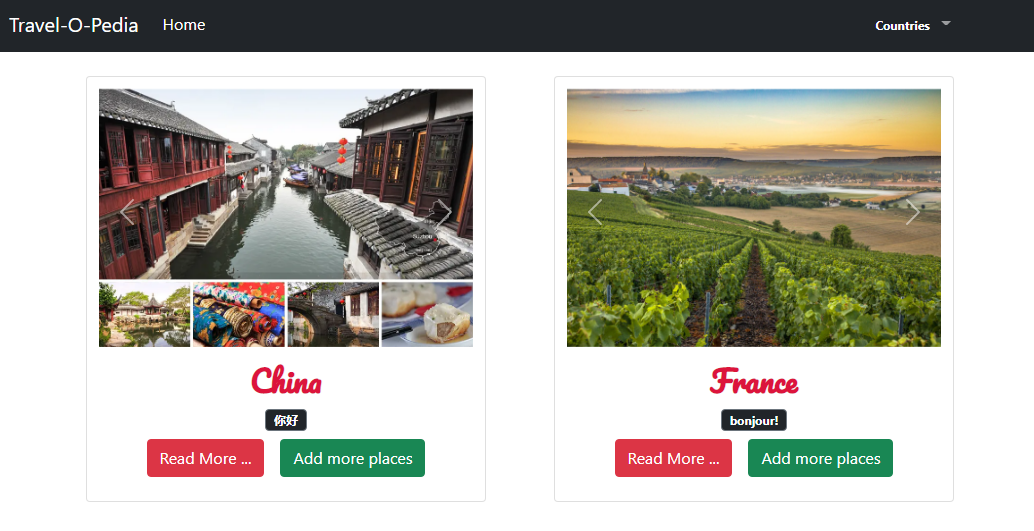 Travel-O-Pedia Home Countries
China
你好
Read More ... Add more places
France
bonjour!
Read More ... Add more places